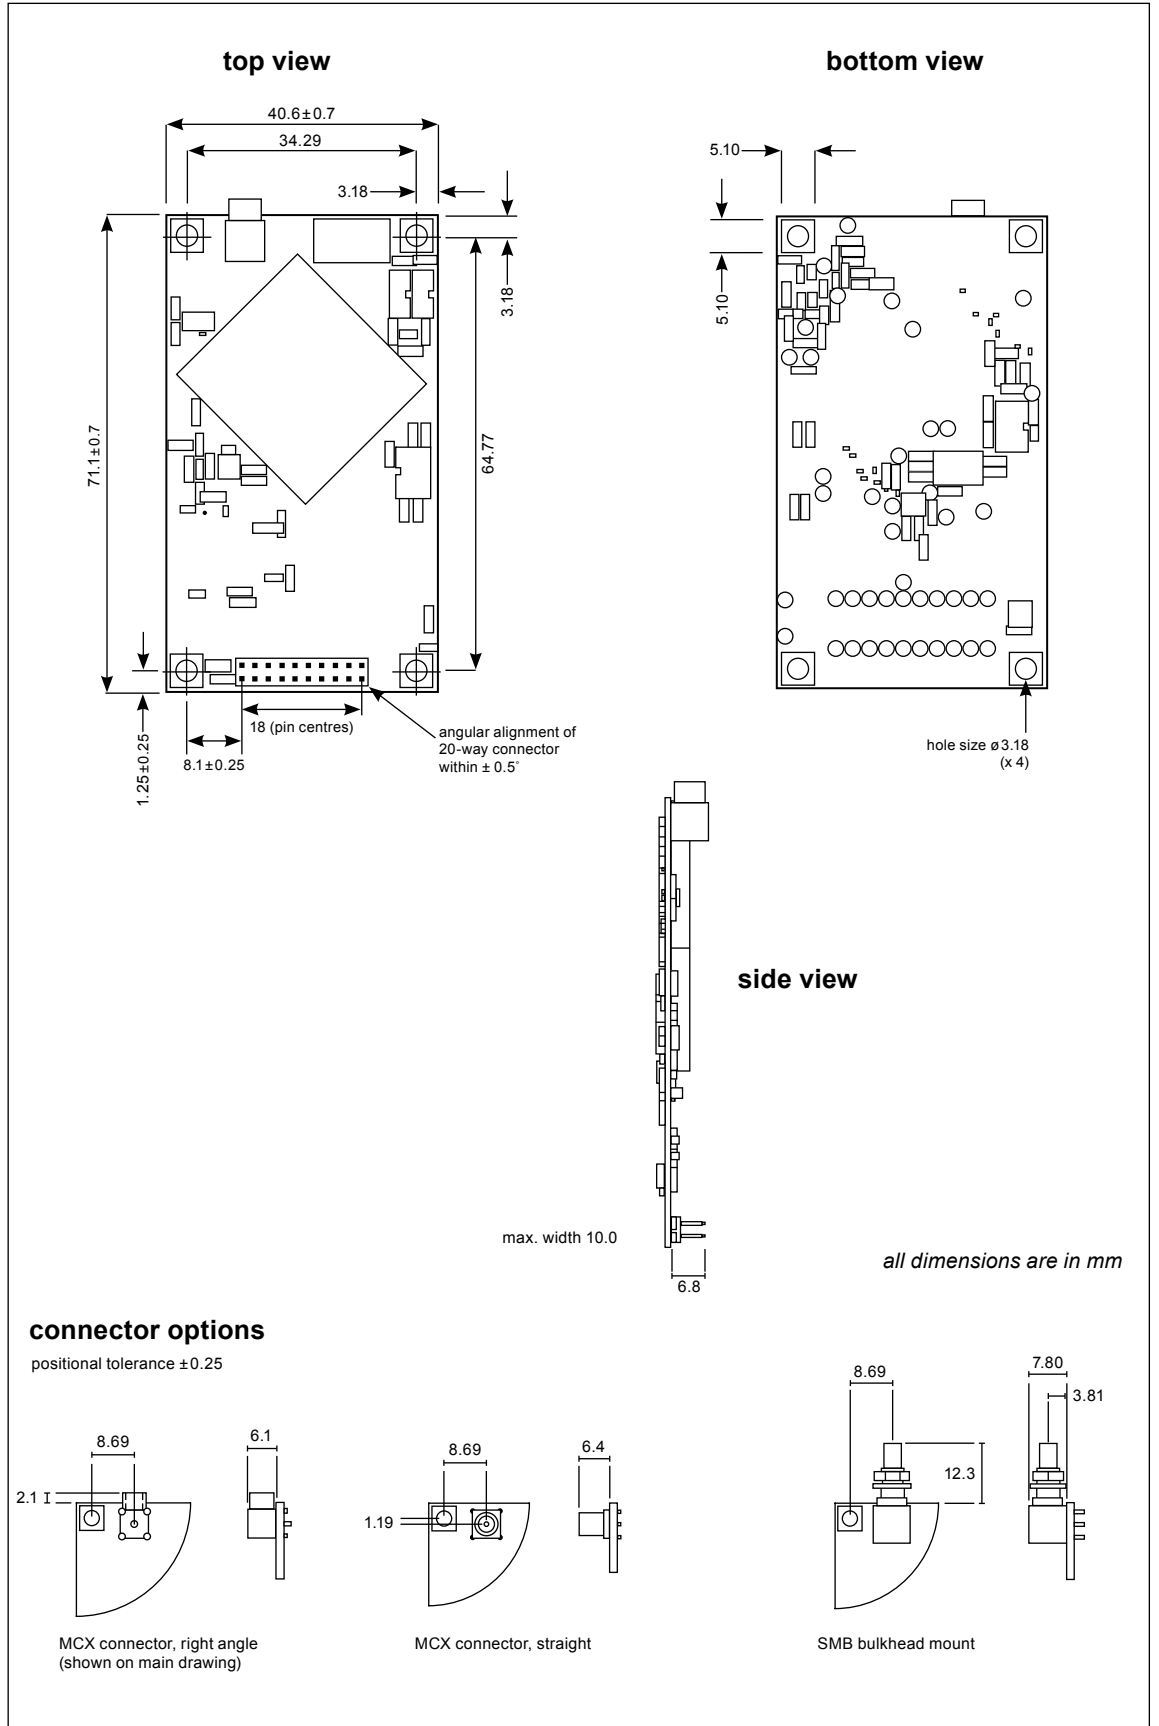 top view
bottom view
40.6±0.7
34.29
3.18
3.18
71.1±0.7
64.77
1.25±0.25
18 (pin centres)
8.1±0.25
angular alignment of
20-way connector
within ± 0.5˚
5.10
5.10
hole size ø3.18
(x 4)
side view
max. width 10.0
6.8
all dimensions are in mm
connector options
positional tolerance ±0.25
8.69
6.1
2.1
MCX connector, right angle
(shown on main drawing)
8.69
6.4
1.19
MCX connector, straight
8.69
7.80
3.81
12.3
SMB bulkhead mount